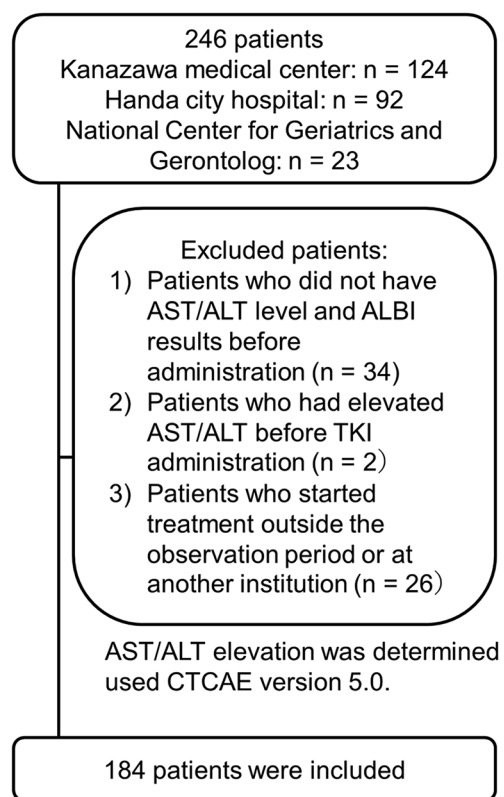 246 patients
Kanazawa medical center: n = 124
Handa city hospital: n = 92
National Center for Geriatrics and
Gerontolog: n = 23
Excluded patients:
1) Patients who did not have
AST/ALT level and ALBI
results before
administration (n = 34)
2) Patients who had elevated
AST/ALT before TKI
administration (n = 2）
3) Patients who started
treatment outside the
observation period or at
another institution (n = 26）
AST/ALT elevation was determined
used CTCAE version 5.0.
184 patients were included